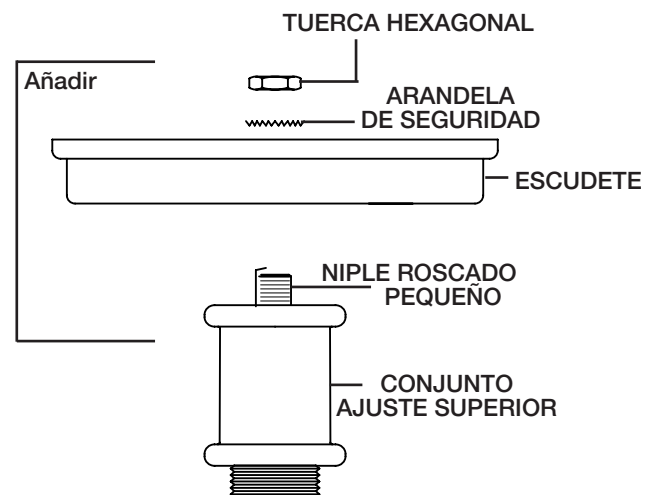 TUERCA HEXAGONAL
Añadir
ARANDELA
DE SEGURIDAD
ESCUDETE
NIPLE ROSCADO
PEQUEÑO
CONJUNTO
AJUSTE SUPERIOR